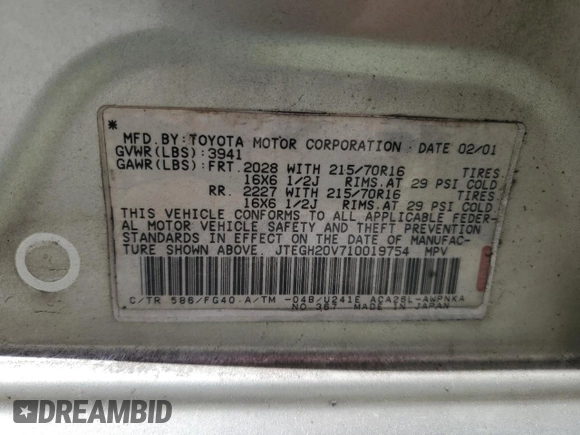 *
MFD. BY: TOYOTA MOTOR CORPORATION DATE 02/01
GVWR(LBS): 3941
GAWR(LBS): FRT. 2028 WITH 215/70R16 TIRES
16X6 1/2J RIMS. AT 29 PSI COLD
RR. 2227 WITH 215/70R16 TIRES
16X6 1/2J RIMS. AT 29 PSI COLD
THIS VEHICLE CONFORMS TO ALL APPLICABLE FEDER-
AL MOTOR VEHICLE SAFETY AND THEFT PREVENTION
STANDARDS IN EFFECT ON THE DATE OF MANUFAC-
TURE SHOWN ABOVE. JTEGH20V710019754 MPV
C/TR 586/FG40 A/TM -04B/U241E ACA26L-AWPNKA
NO. 367 MADE IN JAPAN
DREAMBID